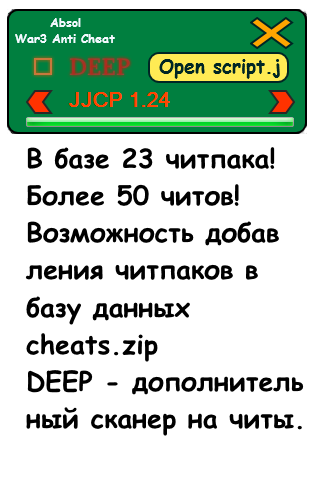 Absol
War3 Anti Cheat
DEEP
Open script.j
JJCP 1.24
В базе 23 читпака!
Более 50 читов!
Возможность добав
ления читпаков в
базу данных
cheats.zip
DEEP - дополнитель
ный сканер на читы.